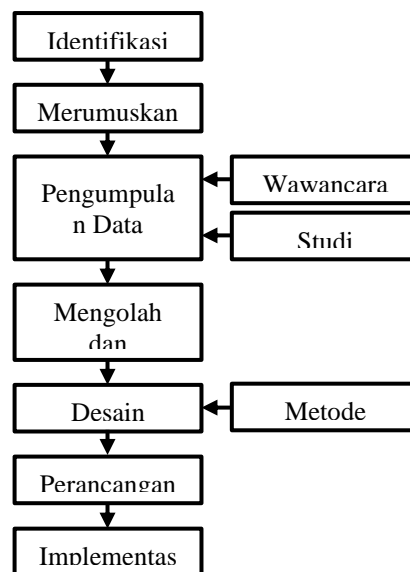 Identifikasi
Merumuskan
Pengumpula
n Data
Wawancara
Studi
Mengolah
dan
Desain
Metode
Perancangan
Implementas